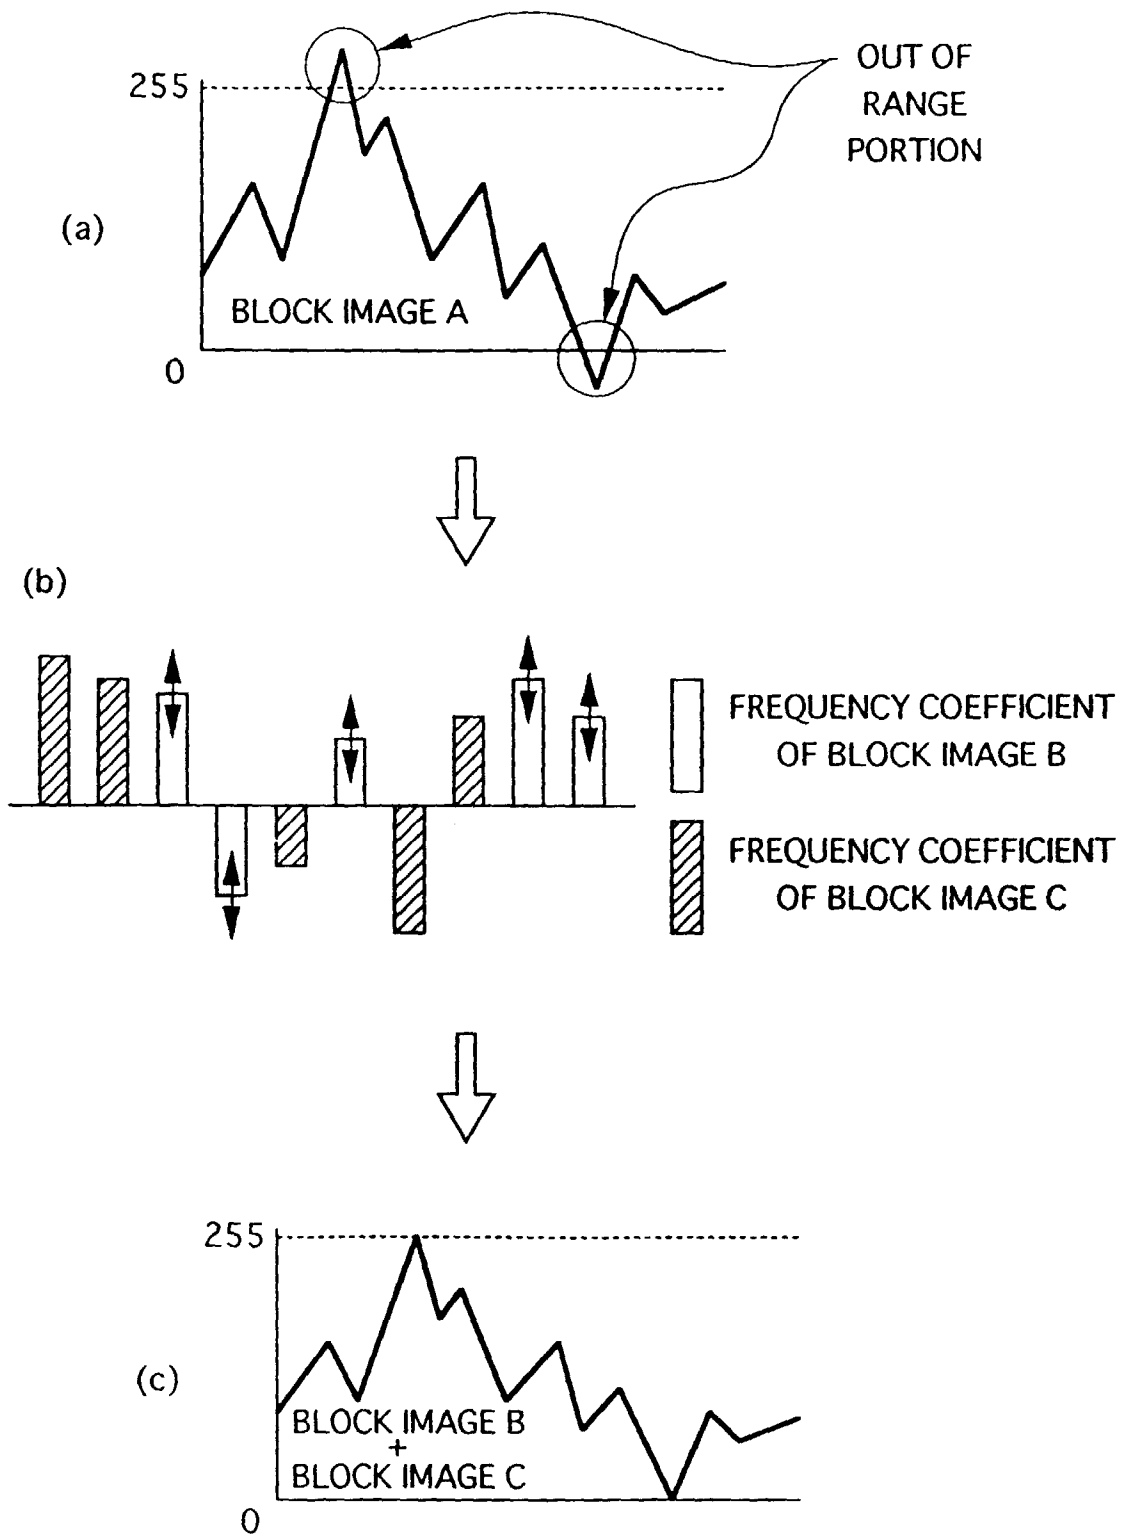 255
OUT OF
RANGE
PORTION
(a)
BLOCK IMAGE A
0
(b)
FREQUENCY COEFFICIENT
OF BLOCK IMAGE B
FREQUENCY COEFFICIENT
OF BLOCK IMAGE C
255
(c)
BLOCK IMAGE B
+
BLOCK IMAGE C
0